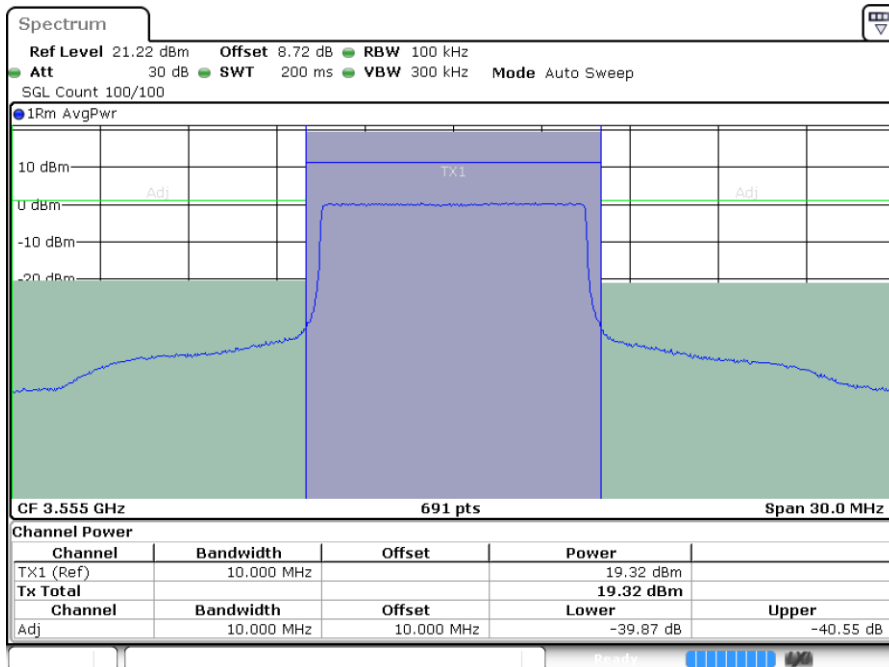 Spectrum
Ref Level 21.22 dBm Offset 8.72 dB RBW 100 kHz
Att 30 dB SWT 200 ms VBW 300 kHz Mode Auto Sweep
SGL Count 100/100
1Rm AvgPwr
10 dBm
TX1
Adj Adj
0 dBm
-10 dBm
-20 dBm
CF 3.555 GHz 691 pts Span 30.0 MHz
Channel Power
Channel Bandwidth Offset Power
TX1 (Ref) 10.000 MHz 19.32 dBm
Tx Total 19.32 dBm
Channel Bandwidth Offset Lower Upper
Adj 10.000 MHz 10.000 MHz -39.87 dB -40.55 dB
Ready